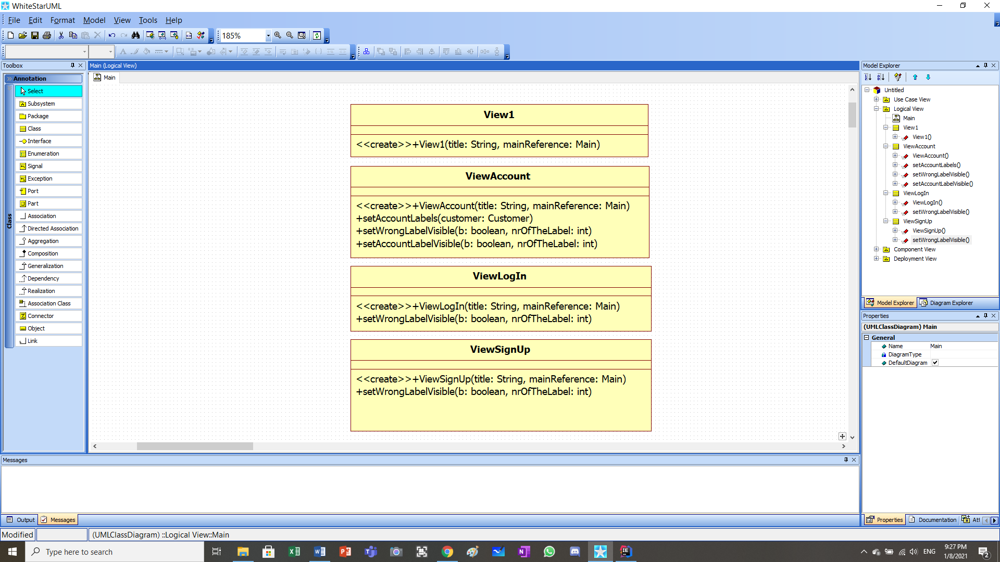 WhiteStarUML
File Edit Format Model View Tools Help
185%
Toolbox
Annotation
Class
Select
Subsystem
Package
Class
Interface
Enumeration
Signal
Exception
Port
Part
Association
Directed Association
Aggregation
Composition
Generalization
Dependency
Realization
Association Class
Connector
Object
Link
Main (Logical View)
Main
View1
<<create>>+View1(title: String, mainReference: Main)
ViewAccount
<<create>>+ViewAccount(title: String, mainReference: Main)
+setAccountLabels(customer: Customer)
+setWrongLabelVisible(b: boolean, nrOfTheLabel: int)
+setAccountLabelVisible(b: boolean, nrOfTheLabel: int)
ViewLogIn
<<create>>+ViewLogIn(title: String, mainReference: Main)
+setWrongLabelVisible(b: boolean, nrOfTheLabel: int)
ViewSignUp
<<create>>+ViewSignUp(title: String, mainReference: Main)
+setWrongLabelVisible(b: boolean, nrOfTheLabel: int)
Model Explorer
Untitled
Use Case View
Logical View
Main
View1
View1()
ViewAccount
ViewAccount()
setAccountLabels()
setWrongLabelVisible()
setAccountLabelVisible()
ViewLogIn
ViewLogIn()
setWrongLabelVisible()
ViewSignUp
ViewSignUp()
setWrongLabelVisible()
Component View
Deployment View
Model Explorer Diagram Explorer
Properties
(UMLClassDiagram) Main
General
Name Main
DiagramType
DefaultDiagram
Properties Documentation Att
Messages
Output Messages
Modified (UMLClassDiagram) ::Logical View::Main
Type here to search
ENG
9:27 PM
1/8/2021
2